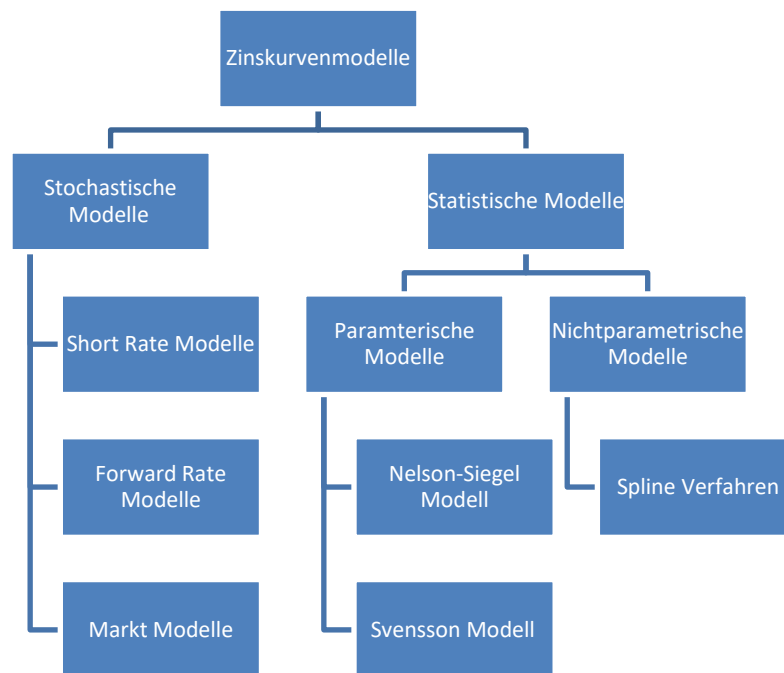 Zinskurvenmodelle
Stochastische
Modelle
Statistische Modelle
Short Rate Modelle
Paramterische
Modelle
Nichtparametrische
Modelle
Forward Rate
Modelle
Nelson-Siegel
Modell
Spline Verfahren
Markt Modelle
Svensson Modell